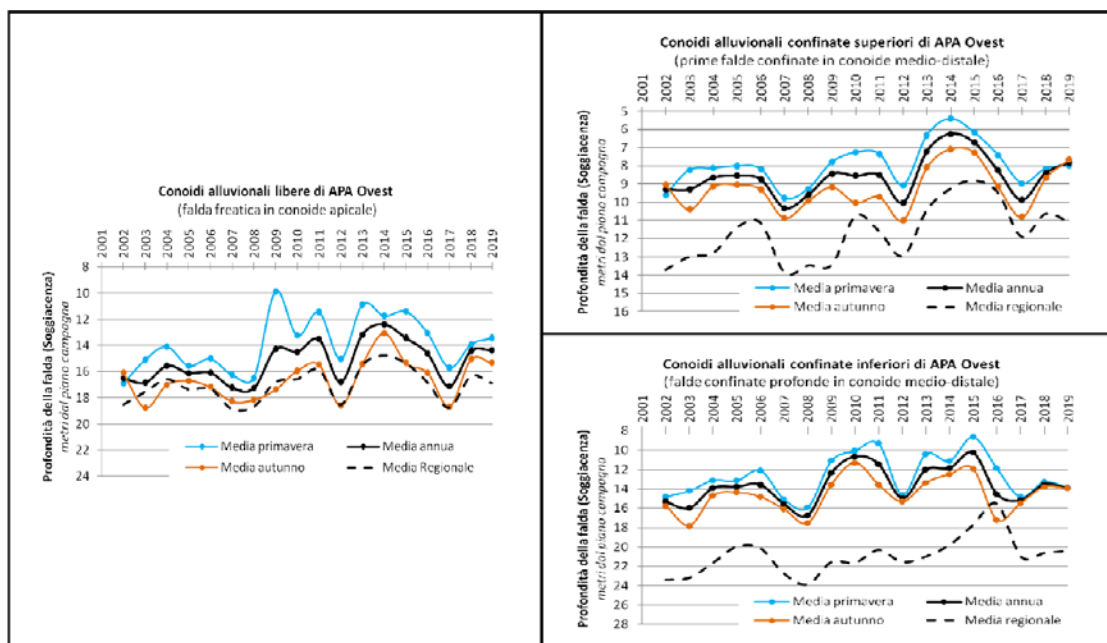 Conoidi alluvionali libere di APA Ovest
(falda freatica in conoide apicale)
2001 2002 2003 2004 2005 2006 2007 2008 2009 2010 2011 2012 2013 2014 2015 2016 2017 2018 2019
Profondità della falda (Soggiacenza)
metri dal piano campagna
8
10
12
14
16
18
20
22
24
Media primavera
Media annua
Media autunno
Media Regionale
Conoidi alluvionali confinate superiori di APA Ovest
(prime falde confinate in conoide medio-distale)
2001 2002 2003 2004 2005 2006 2007 2008 2009 2010 2011 2012 2013 2014 2015 2016 2017 2018 2019
Profondità della falda (Soggiacenza)
metri dal piano campagna
5
6
7
8
9
10
11
12
13
14
15
16
Media primavera
Media annua
Media autunno
Media regionale
Conoidi alluvionali confinate inferiori di APA Ovest
(falde confinate profonde in conoide medio-distale)
2001 2002 2003 2004 2005 2006 2007 2008 2009 2010 2011 2012 2013 2014 2015 2016 2017 2018 2019
Profondità della falda (Soggiacenza)
metri dal piano campagna
8
10
12
14
16
18
20
22
24
26
28
Media primavera
Media annua
Media autunno
Media regionale